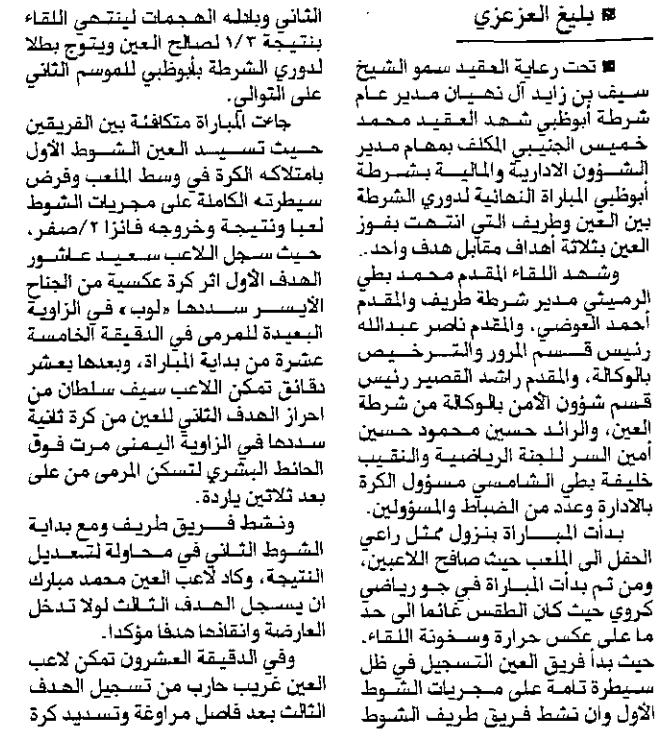 بليغ العزعزي
تحت رعاية العقيد سمو الشيخ
سيف بن زايد آل نهيان مدير عام
شرطة أبوظبي شهد العقيد محمد
خميس الجنيبي المكلف بمهام مدير
الشؤون الادارية والمالية بشرطة
أبوظبي المباراة النهائية لدوري الشرطة
بين العين وطريف التي انتهت بفوز
العين بثلاثة أهداف مقابل هدف واحد..
وشهد اللقاء المقدم محمد بطي
الرميثي مدير شرطة طريف والمقدم
أحمد العوضي، والمقدم ناصر عبدالله
رئيس قسم المرور والترخيص
بالوكالة، والمقدم راشد القصير رئيس
قسم شؤون الأمن بالوكالة من شرطة
العين، والرائد حسين محمود حسين
أمين السر للجنة الرياضية والنقيب
خليفة بطي الشامسي مسؤول الكرة
بالادارة وعدد من الضباط والمسؤولين.
بدأت المباراة بنزول ممثل راعي
الحفل الى الملعب حيث صافح اللاعبين،
ومن ثم بدأت المباراة في جو رياضي
كروي حيث كان الطقس غائما الى حد
ما على عكس حرارة وسخونة اللقاء.
حيث بدأ فريق العين التسجيل في ظل
سيطرة تامة على مجريات الشوط
الأول وان نشط فريق طريف الشوط
الثاني وبادله الهجمات لينتهي اللقاء
بنتيجة ١/٣ لصالح العين ويتوج بطلا
لدوري الشرطة بأبوظبي للموسم الثاني
على التوالي.
جاءت المباراة متكافئة بين الفريقين
حيث تسيد العين الشوط الأول
بامتلاكه الكرة في وسط الملعب وفرض
سيطرته الكاملة على مجريات الشوط
لعبا ونتيجة وخروجه فائزا ٢/صفر،
حيث سجل اللاعب سعيد عاشور
الهدف الأول اثر كرة عكسية من الجناح
الأيسر سددها «لوب» في الزاوية
البعيدة للمرمى في الدقيقة الخامسة
عشرة من بداية المباراة، وبعدها بعشر
دقائق تمكن اللاعب سيف سلطان من
احراز الهدف الثاني للعين من كرة ثانية
سددها في الزاوية اليمنى مرت فوق
الحائط البشري لتسكن المرمى من على
بعد ثلاثين ياردة.
ونشط فريق طريف ومع بداية
الشوط الثاني في محاولة لتعديل
النتيجة، وكاد لاعب العين محمد مبارك
ان يسجل الهدف الثالث لولا تدخل
العارضة وانقاذها هدفا مؤكدا.
وفي الدقيقة العشرون تمكن لاعب
العين غريب حارب من تسجيل الهدف
الثالث بعد فاصل مراوغة وتسديد كرة